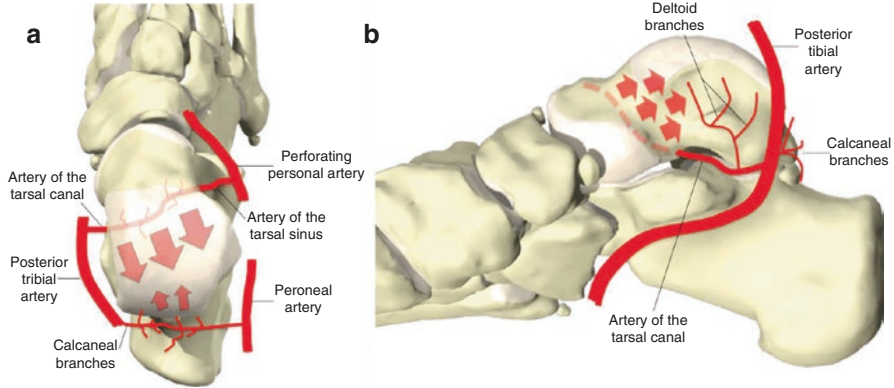 a
Artery of the
tarsal canal
Posterior
tribial
artery
Calcaneal
branches
Perforating
personal artery
Artery of the
tarsal sinus
Peroneal
artery
b
Deltoid
branches
Posterior
tibial
artery
Calcaneal
branches
Artery of the
tarsal canal